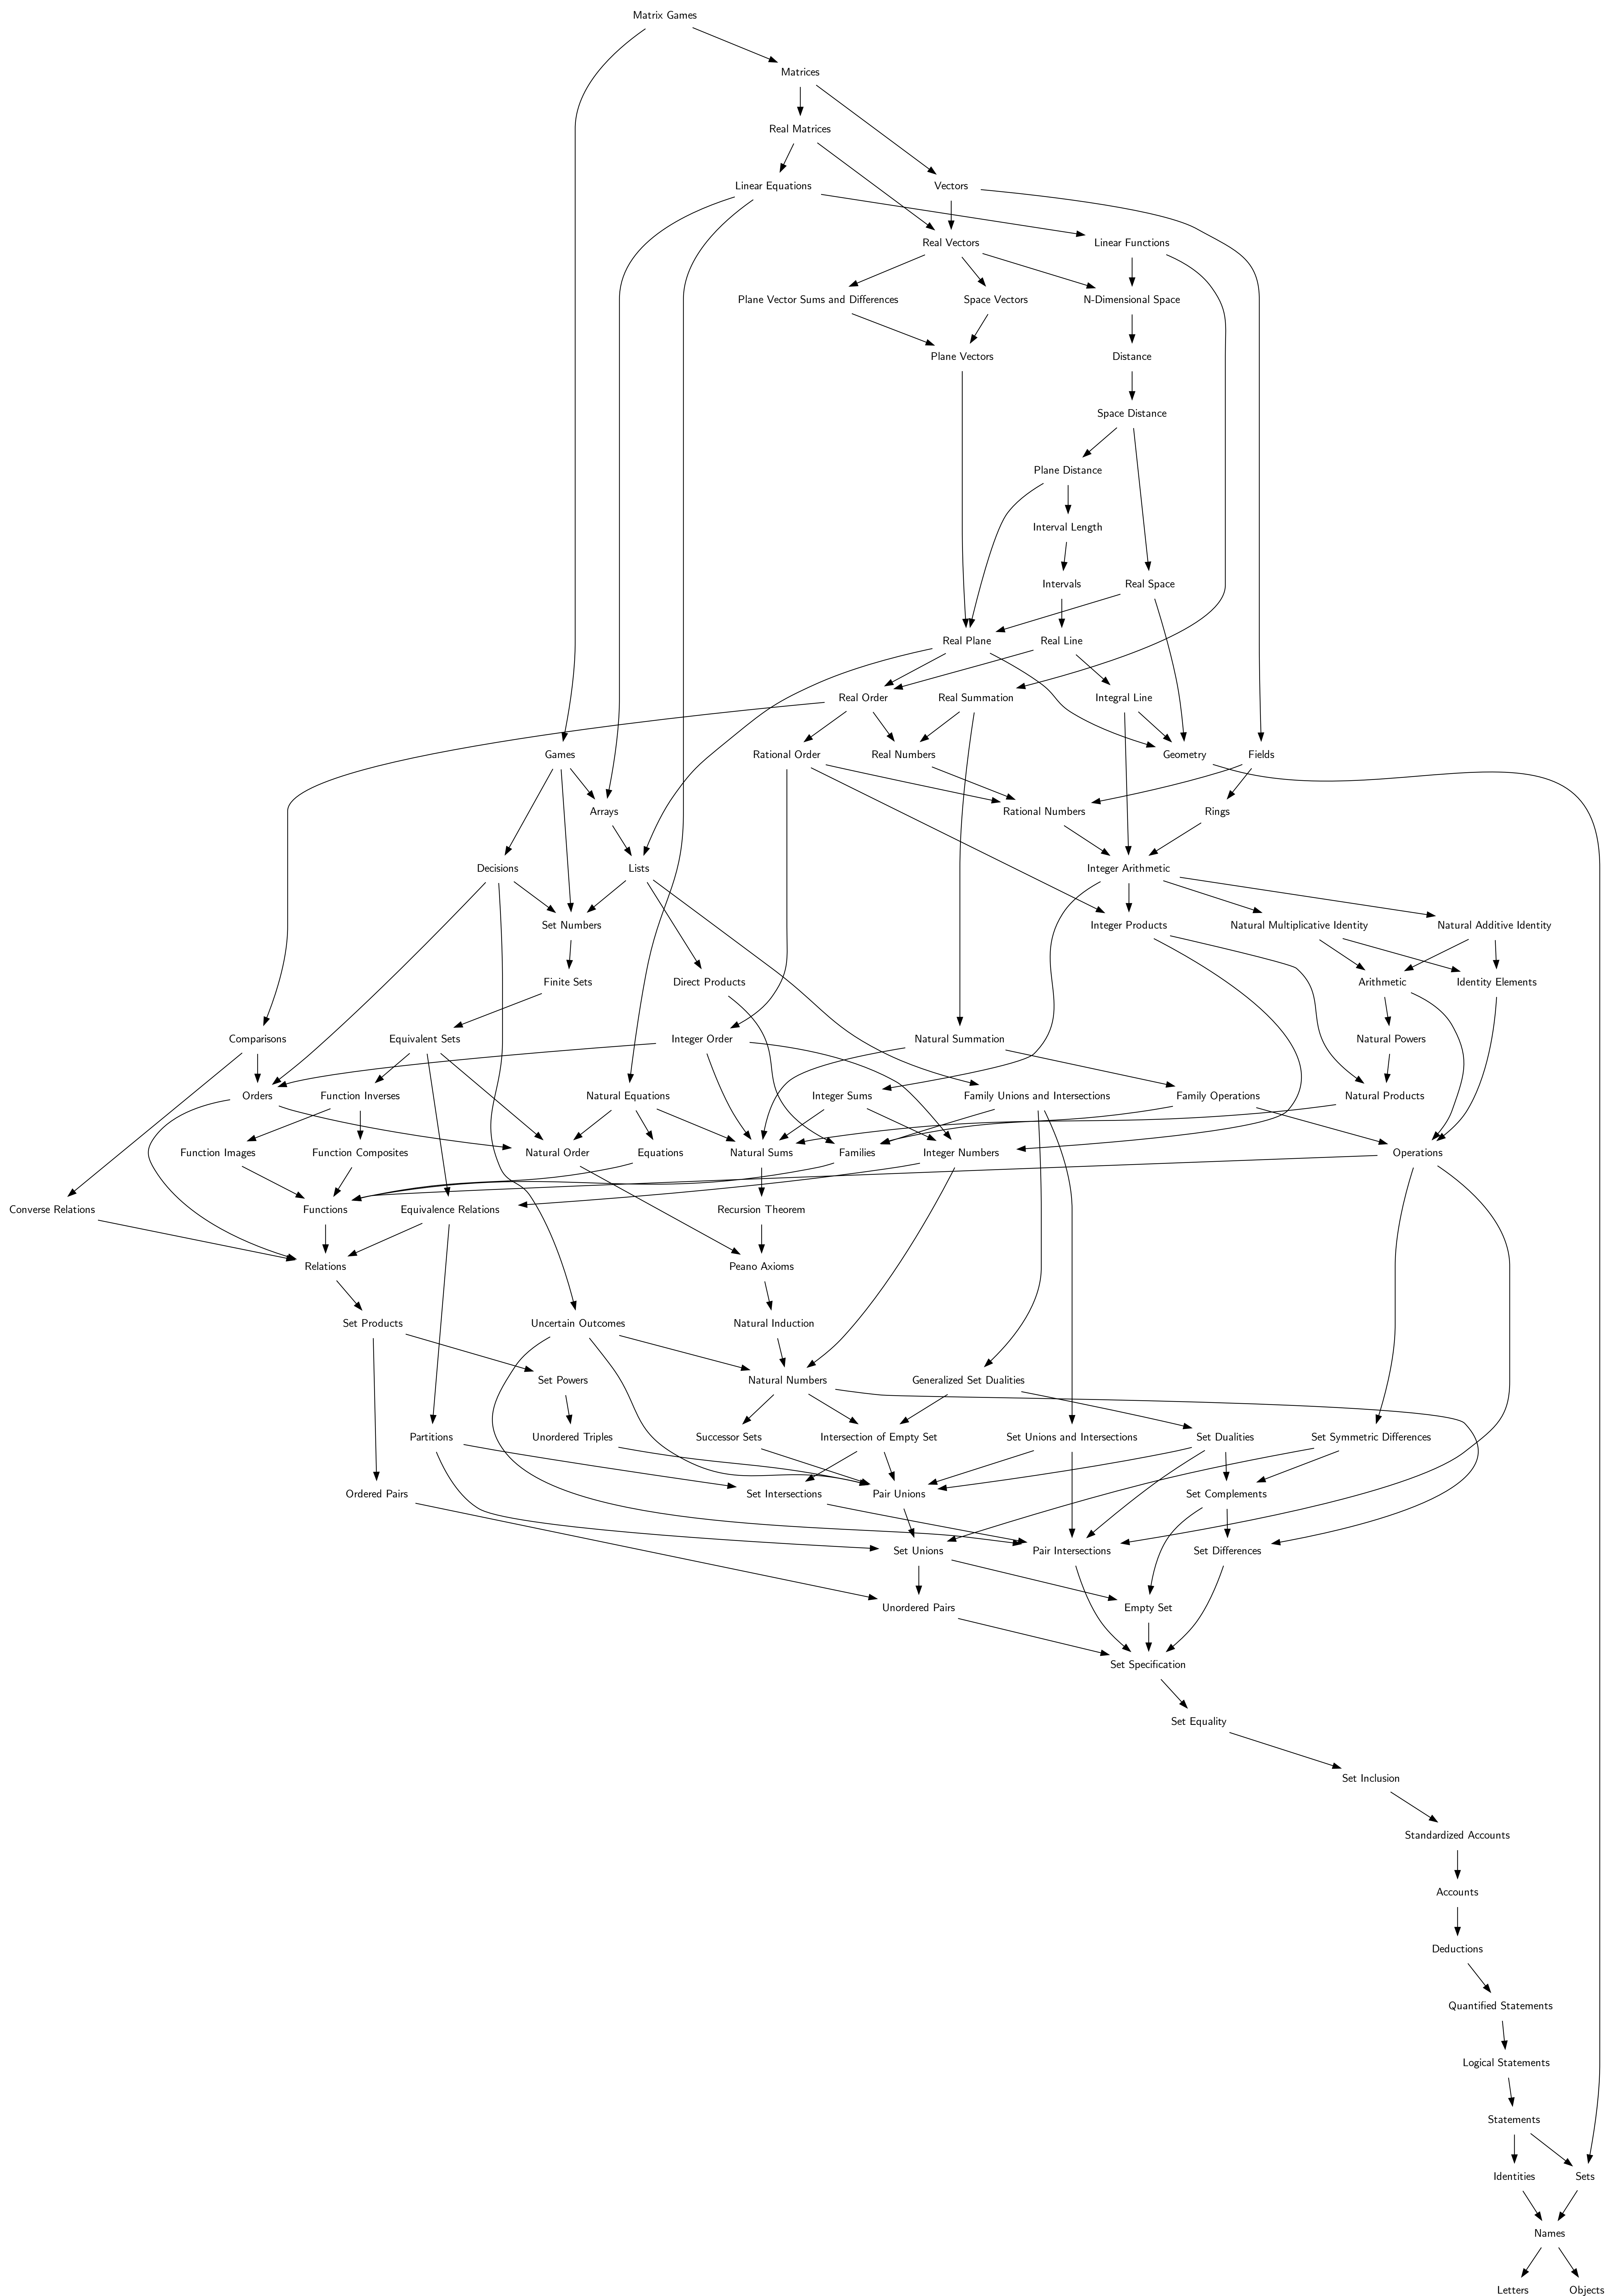 Matrix Games
Matrices
Real Matrices
Linear Equations
Vectors
Real Vectors
Linear Functions
Plane Vector Sums and Differences
Space Vectors
N-Dimensional Space
Plane Vectors
Distance
Space Distance
Plane Distance
Interval Length
Intervals
Real Space
Real Plane
Real Line
Real Order
Real Summation
Integral Line
Games
Rational Order
Real Numbers
Geometry
Fields
Arrays
Rational Numbers
Rings
Decisions
Lists
Integer Arithmetic
Set Numbers
Integer Products
Natural Multiplicative Identity
Natural Additive Identity
Finite Sets
Direct Products
Arithmetic
Identity Elements
Comparisons
Equivalent Sets
Integer Order
Natural Summation
Natural Powers
Orders
Function Inverses
Natural Equations
Integer Sums
Family Unions and Intersections
Family Operations
Natural Products
Function Images
Function Composites
Natural Order
Equations
Natural Sums
Families
Integer Numbers
Operations
Converse Relations
Functions
Equivalence Relations
Recursion Theorem
Relations
Peano Axioms
Set Products
Uncertain Outcomes
Natural Induction
Set Powers
Natural Numbers
Generalized Set Dualities
Partitions
Unordered Triples
Successor Sets
Intersection of Empty Set
Set Unions and Intersections
Set Dualities
Set Symmetric Differences
Ordered Pairs
Set Intersections
Pair Unions
Set Complements
Set Unions
Pair Intersections
Set Differences
Unordered Pairs
Empty Set
Set Specification
Set Equality
Set Inclusion
Standardized Accounts
Accounts
Deductions
Quantified Statements
Logical Statements
Statements
Identities
Sets
Names
Letters
Objects